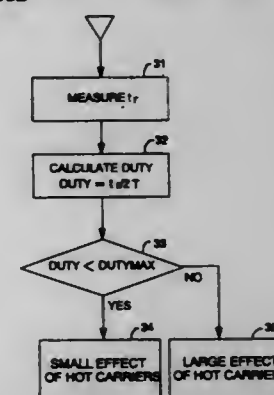 31
MEASURE tr
32
CALCULATE DUTY
DUTY = tr/2T
33
DUTY < DUTYMAX
NO
YES
34
SMALL EFFECT
OF HOT CARRIERS
LARGE EFFECT
OF HOT CARRIERS